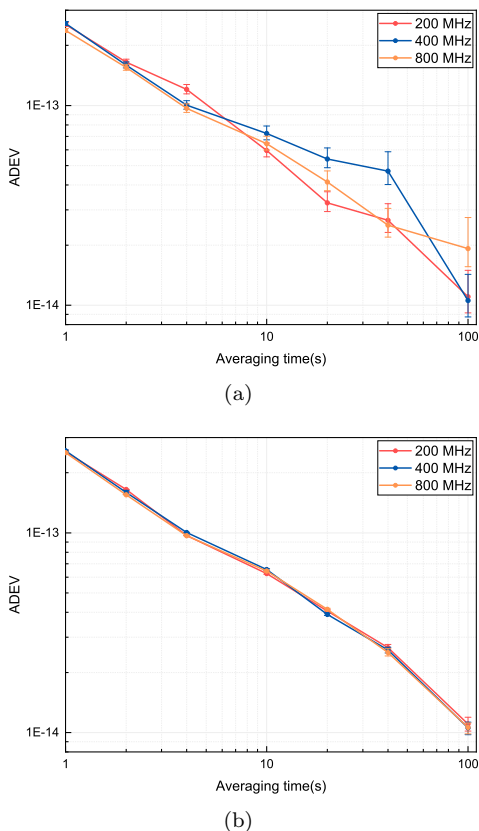 200 MHz
400 MHz
800 MHz
1E-13
ADEV
1E-14
1 10 100
Averaging time(s)
(a)
200 MHz
400 MHz
800 MHz
1E-13
ADEV
1E-14
1 10 100
Averaging time(s)
(b)